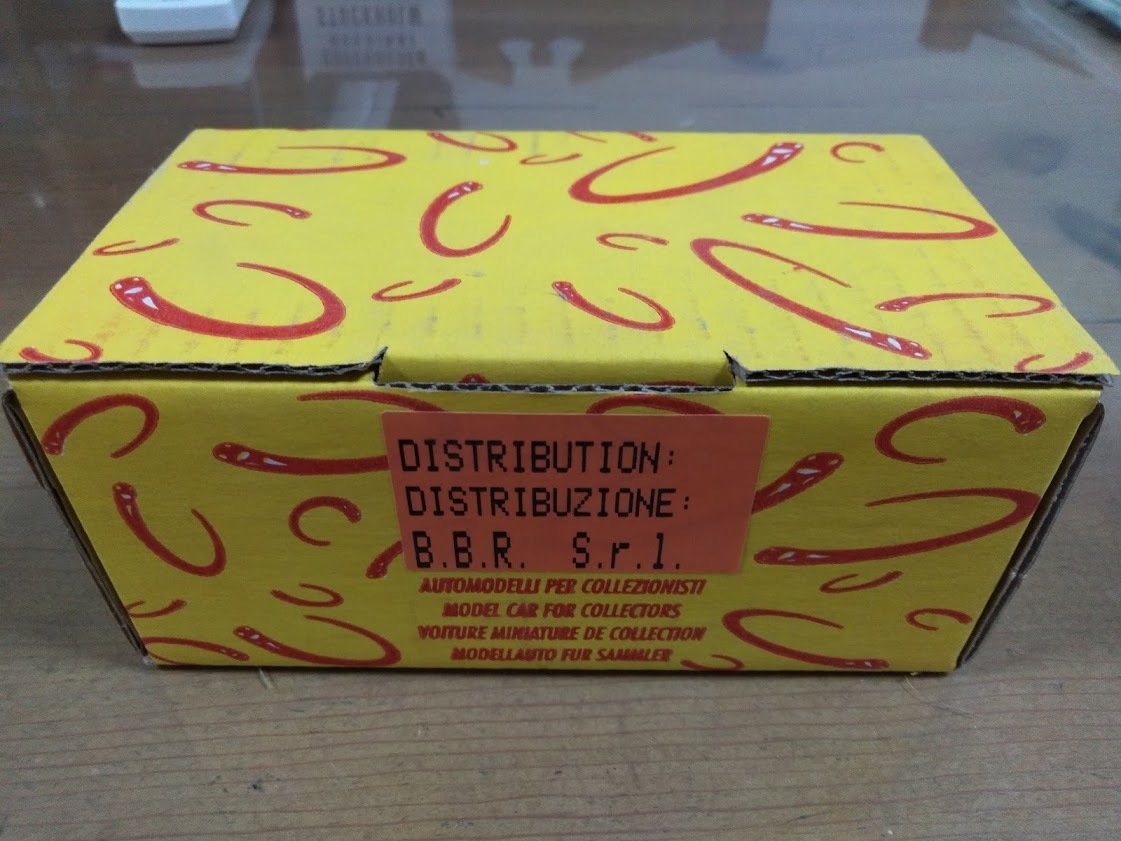 DISTRIBUTION:
DISTRIBUZIONE:
B.B.R. S.r.l.
AUTOMODELLI PER COLLEZIONISTI
MODEL CAR FOR COLLECTORS
VOITURE MINIATURE DE COLLECTION
MODELLAUTO FUR SAMMLER